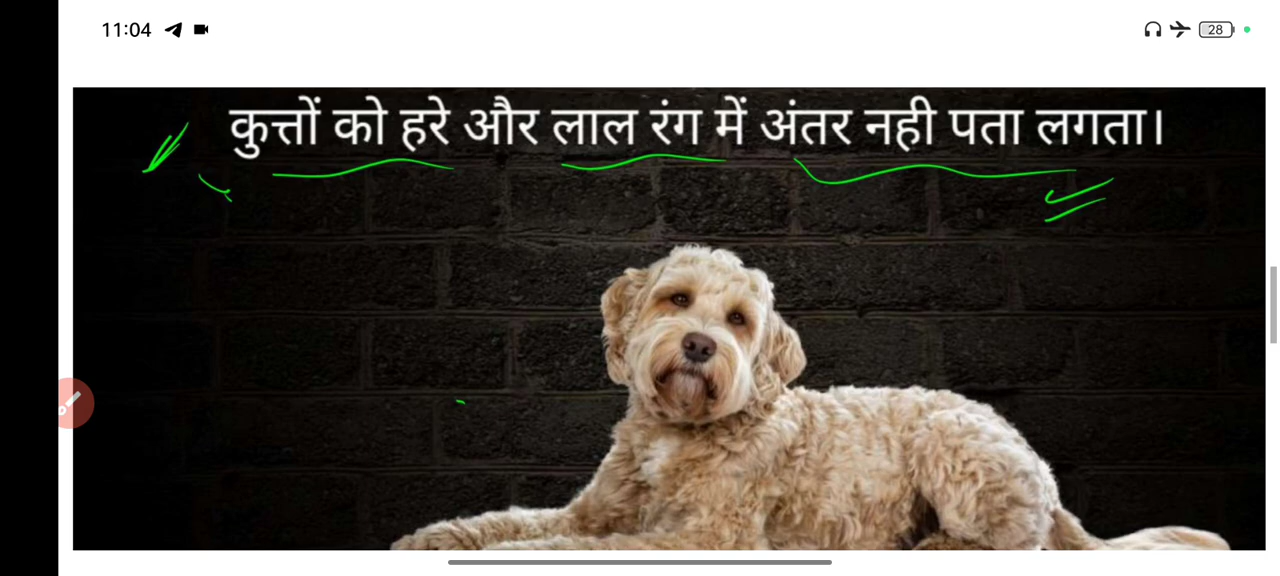 11:04
28
कुत्तों को हरे और लाल रंग में अंतर नही पता लगता।